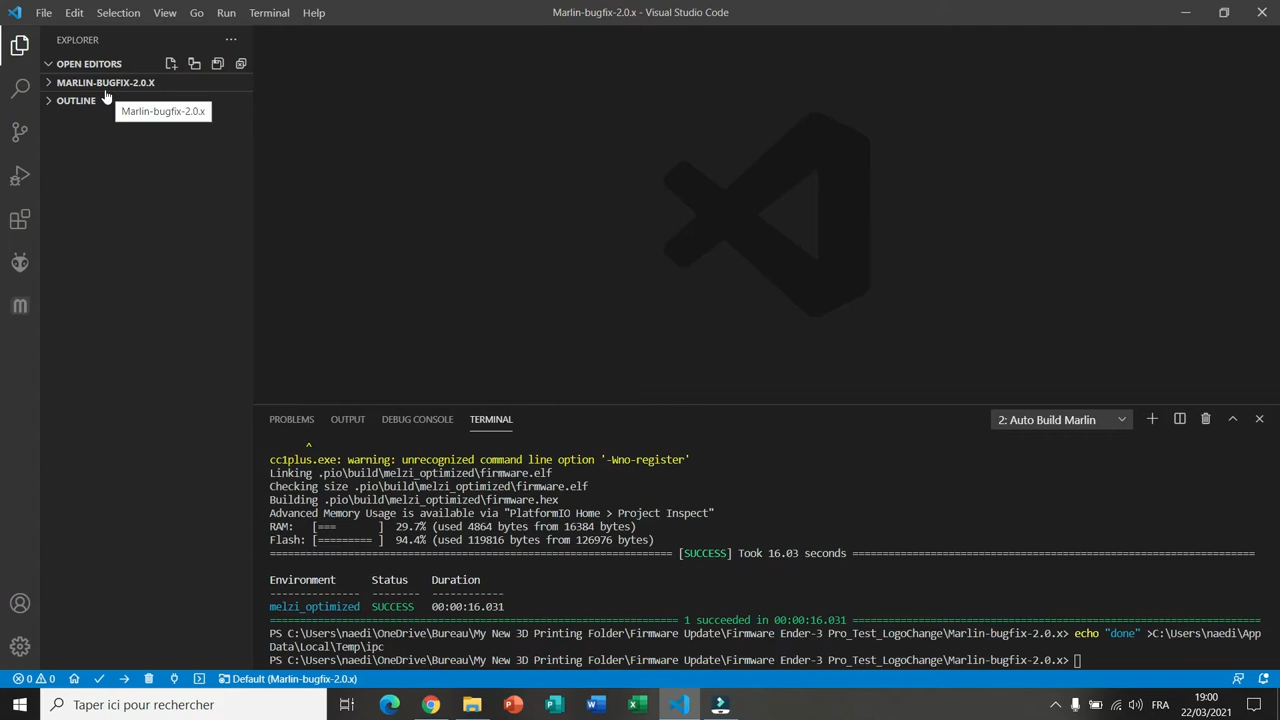 File Edit Selection View Go Run Terminal Help
Marlin-bugfix-2.0.x - Visual Studio Code
EXPLORER
OPEN EDITORS
MARLIN-BUGFIX-2.0.X
OUTLINE
Marlin-bugfix-2.0.x
PROBLEMS OUTPUT DEBUG CONSOLE TERMINAL
2: Auto Build Marlin
^
cc1plus.exe: warning: unrecognized command line option '-Wno-register'
Linking .pio\build\melzi_optimized\firmware.elf
Checking size .pio\build\melzi_optimized\firmware.elf
Building .pio\build\melzi_optimized\firmware.hex
Advanced Memory Usage is available via "PlatformIO Home > Project Inspect"
RAM: [=== ] 29.7% (used 4864 bytes from 16384 bytes)
Flash: [========= ] 94.4% (used 119816 bytes from 126976 bytes)
[SUCCESS] Took 16.03 seconds
Environment Status Duration
melzi_optimized SUCCESS 00:00:16.031
1 succeeded in 00:00:16.031
PS C:\Users\naedi\OneDrive\Bureau\My New 3D Printing Folder\Firmware Update\Firmware Ender-3 Pro_Test_LogoChange\Marlin-bugfix-2.0.x> echo "done" >C:\Users\naedi\App
Data\Local\Temp\ipc
PS C:\Users\naedi\OneDrive\Bureau\My New 3D Printing Folder\Firmware Update\Firmware Ender-3 Pro_Test_LogoChange\Marlin-bugfix-2.0.x>
0 0 Default (Marlin-bugfix-2.0.x)
Taper ici pour rechercher
FRA
19:00
22/03/2021